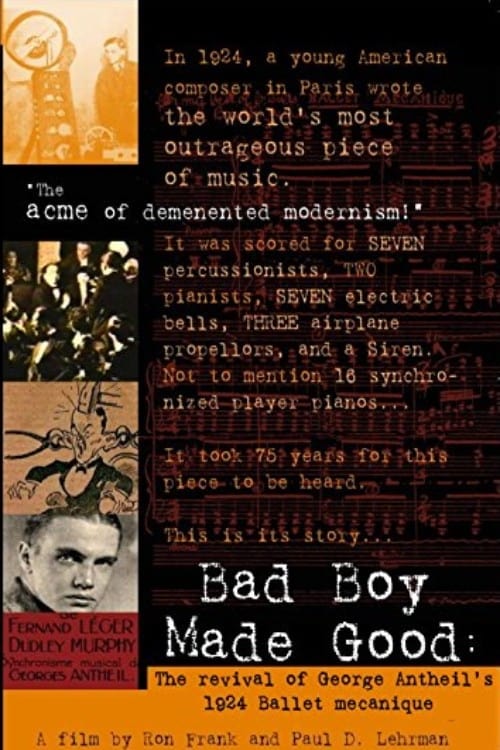 In 1924, a young American
composer in Paris wrote
BALLET MECANIQUE
the world's most
outrageous piece
of music.
"The
acme of demenented modernism!"
It was scored for SEVEN
percussionists, TWO
pianists, SEVEN electric
bells, THREE airplane
propellors, and a Siren.
Not to mention 16 synchro-
nized player pianos...
It took 75 years for this
piece to be heard.
This is its story...
Bad Boy
Made Good:
The revival of George Antheil's
1924 Ballet mecanique
de
FERNAND LÉGER
DUDLEY MURPHY
Synchronisme musical d
GEORGES ANTHEIL.
A film by Ron Frank and Paul D. Lehrman